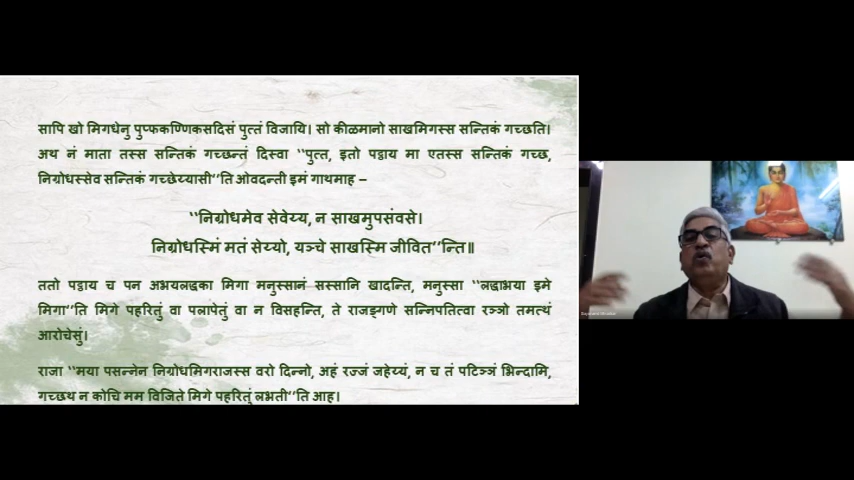 सापि खो मिगधेनु पुप्फकण्णिकसदिसं पुत्तं विजायि। सो कीळमानो साखमिगस्स सन्तिकं गच्छति।
अथ नं माता तस्स सन्तिकं गच्छन्तं दिस्वा ‘‘पुत्त, इतो पट्ठाय मा एतस्स सन्तिकं गच्छ,
निग्रोधस्सेव सन्तिकं गच्छेय्यासी’’ति ओवदन्ती इमं गाथमाह –
‘‘निग्रोधमेव सेवेय्य, न साखमुपसंवसे।
निग्रोधस्मिं मतं सेय्यो, यञ्चे साखस्मि जीवित’’न्ति॥
ततो पट्ठाय च पन अभयलद्धका मिगा मनुस्सानं सस्सानि खादन्ति, मनुस्सा ‘‘लद्धाभया इमे
मिगा’’ति मिगे पहरितुं वा पलापेतुं वा न विसहन्ति, ते राजङ्गणे सन्निपतित्वा रञ्ञो तमत्थं
आरोचेसुं।
राजा ‘‘मया पसन्नेन निग्रोधमिगराजस्स वरो दिन्नो, अहं रज्जं जहेय्यं, न च तं पटिञ्ञं भिन्दामि,
गच्छथ न कोचि मम विजिते मिगे पहरितुं लभती’’ति आह।